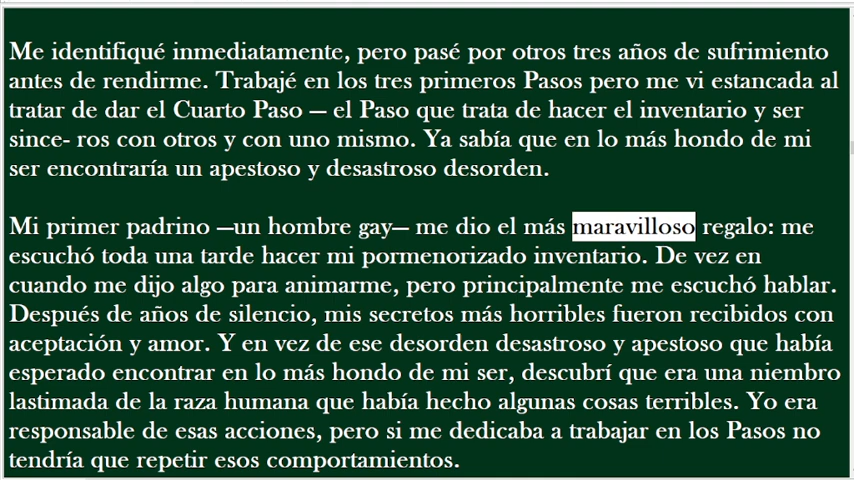 Me identifiqué inmediatamente, pero pasé por otros tres años de sufrimiento
antes de rendirme. Trabajé en los tres primeros Pasos pero me vi estancada al
tratar de dar el Cuarto Paso — el Paso que trata de hacer el inventario y ser
since- ros con otros y con uno mismo. Ya sabía que en lo más hondo de mi
ser encontraría un apestoso y desastroso desorden.
Mi primer padrino —un hombre gay— me dio el más maravilloso regalo: me
escuchó toda una tarde hacer mi pormenorizado inventario. De vez en
cuando me dijo algo para animarme, pero principalmente me escuchó hablar.
Después de años de silencio, mis secretos más horribles fueron recibidos con
aceptación y amor. Y en vez de ese desorden desastroso y apestoso que había
esperado encontrar en lo más hondo de mi ser, descubrí que era una niembro
lastimada de la raza humana que había hecho algunas cosas terribles. Yo era
responsable de esas acciones, pero si me dedicaba a trabajar en los Pasos no
tendría que repetir esos comportamientos.